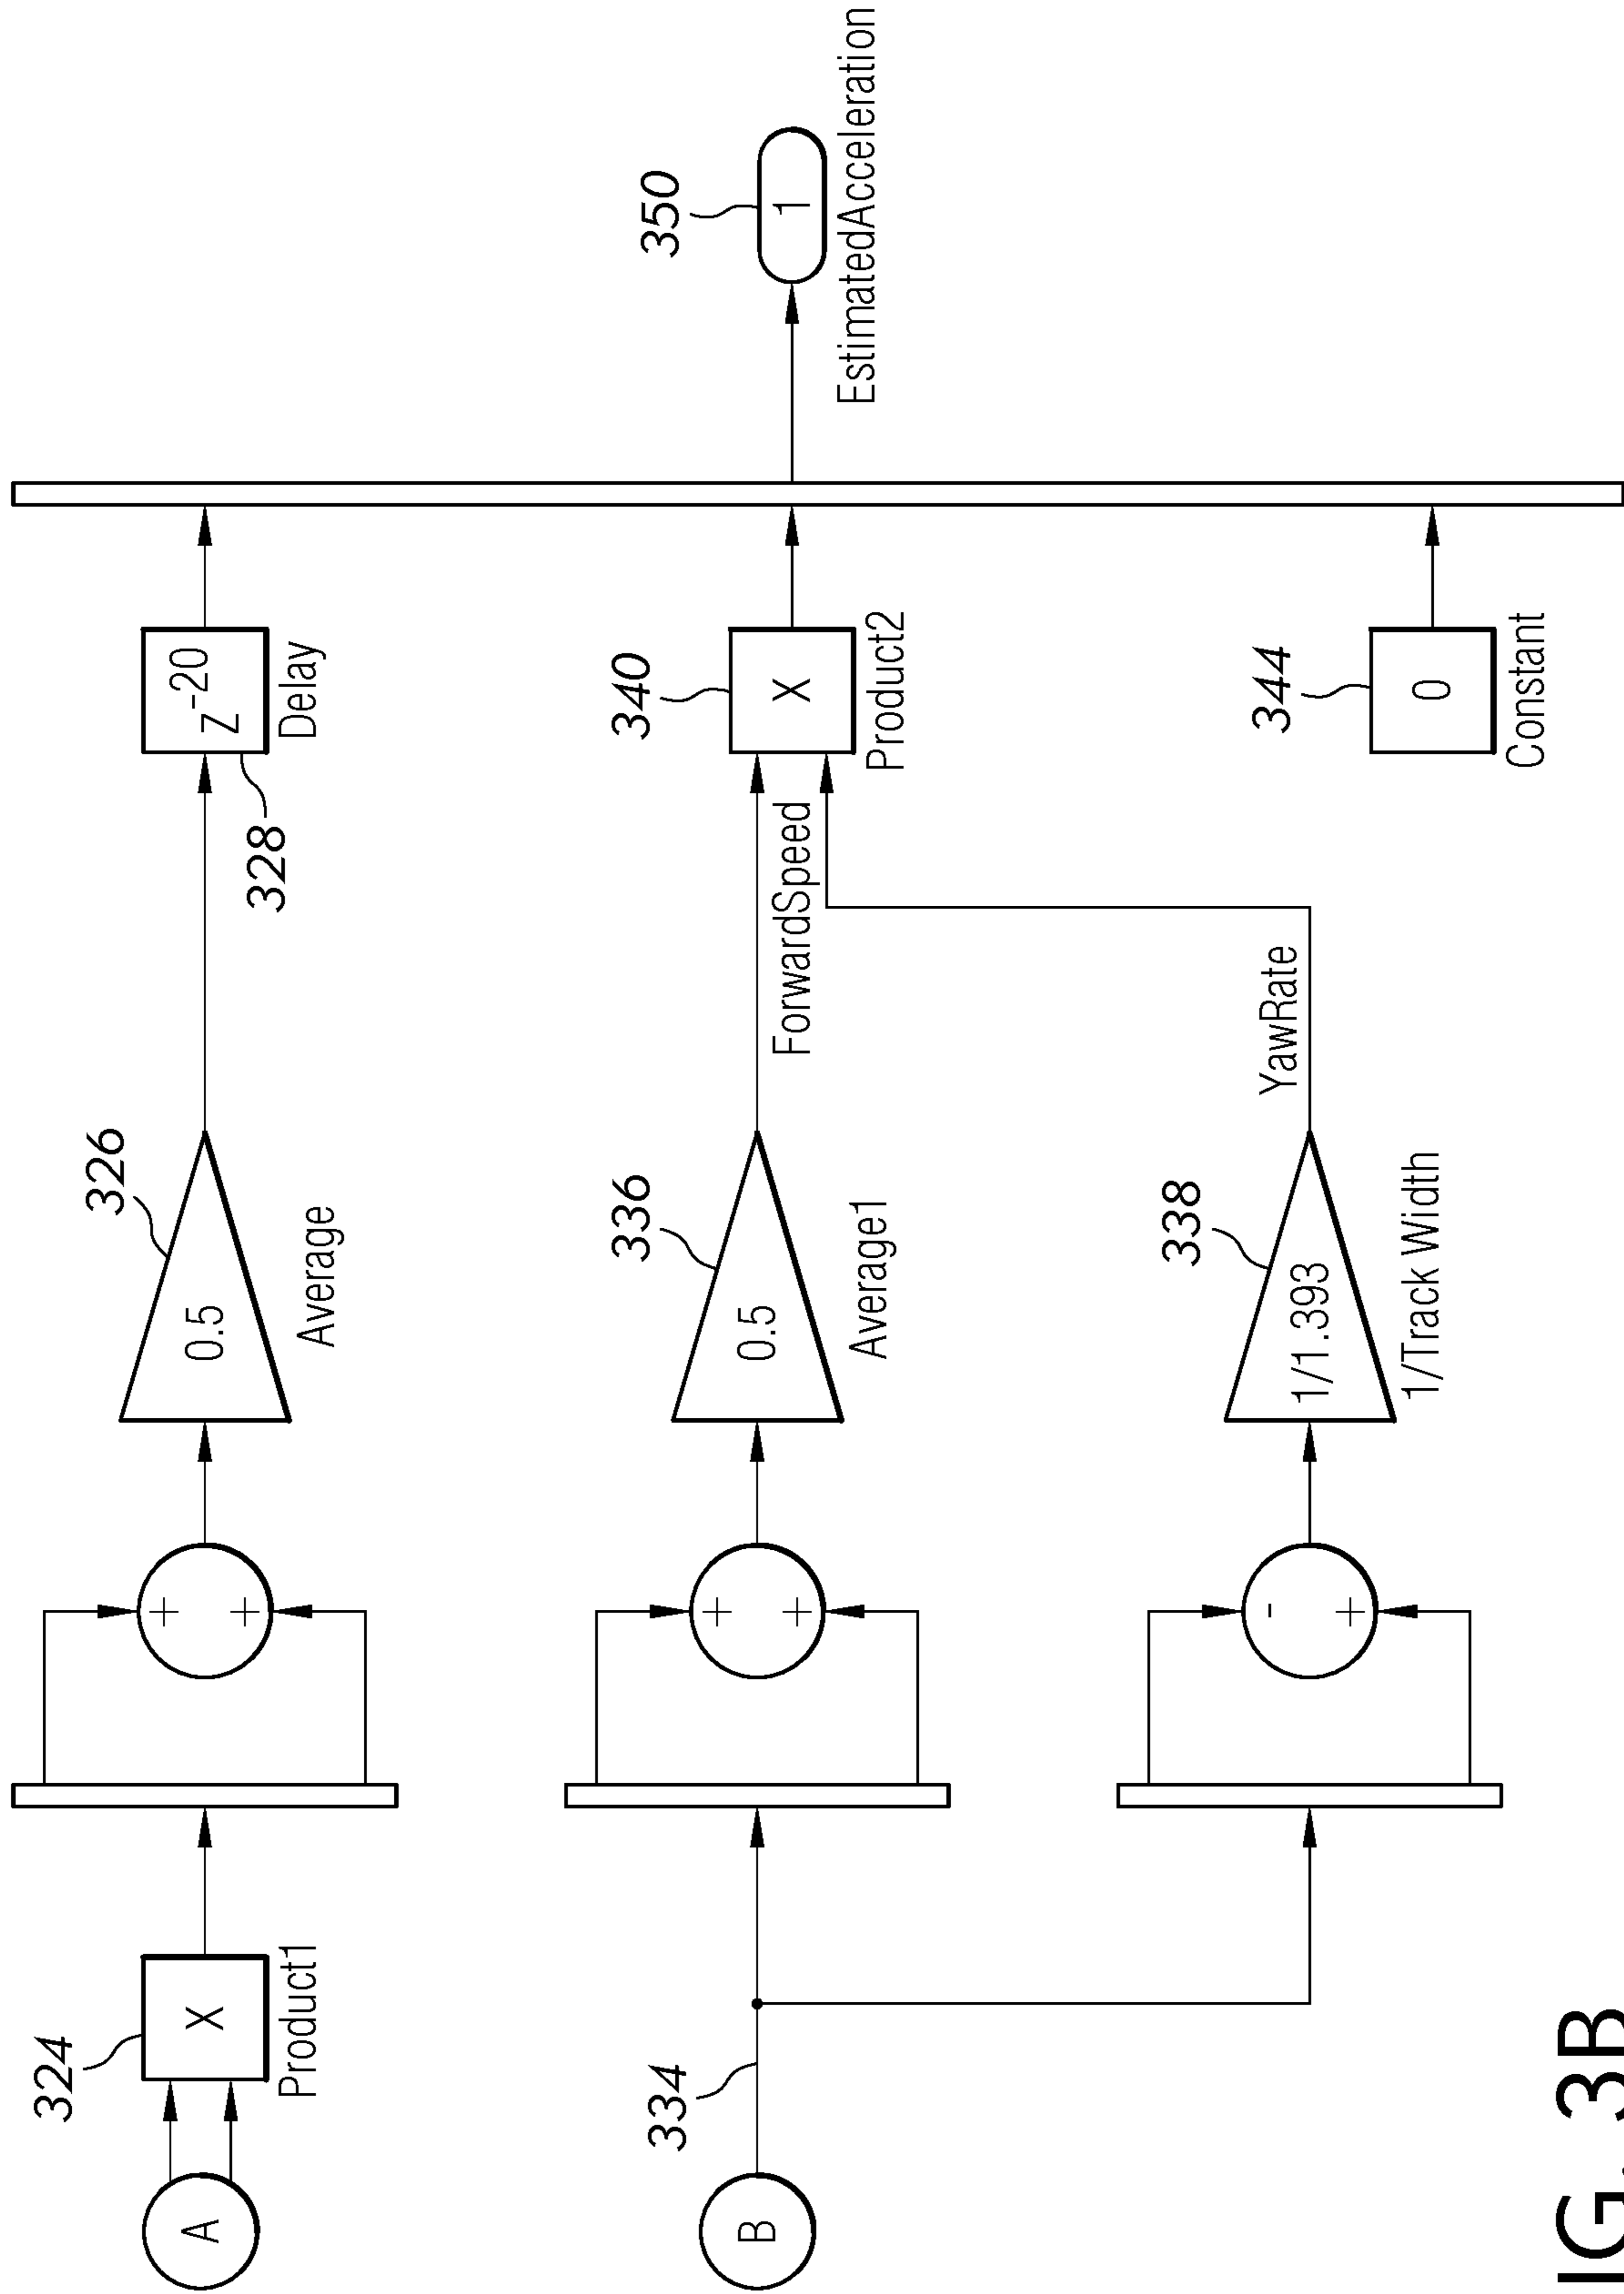 324
A
X
Product1
+
+
326
0.5
Average
Z-20
Delay
328
334
B
+
+
336
0.5
Average1
ForwardSpeed
340
X
Product2
350
1
EstimatedAcceleration
-
+
338
1/1.393
1/Track Width
YawRate
344
0
Constant
IG. 3B